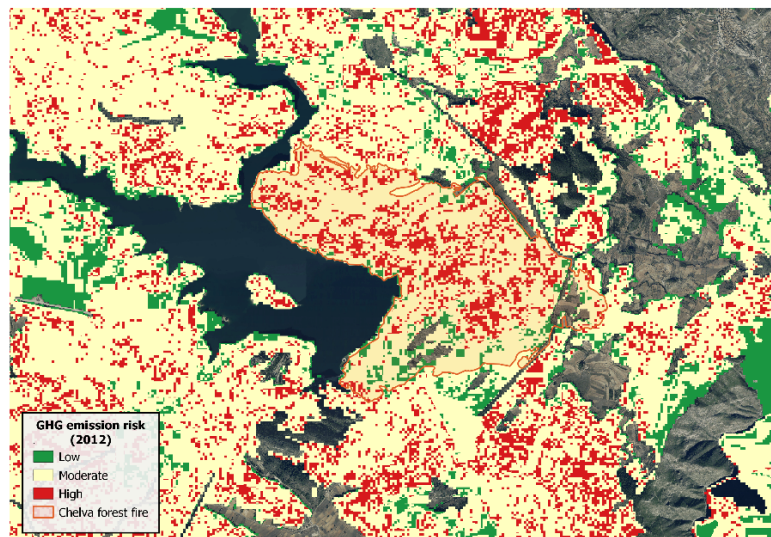 GHG emission risk
(2012)
Low
Moderate
High
Chelva forest fire